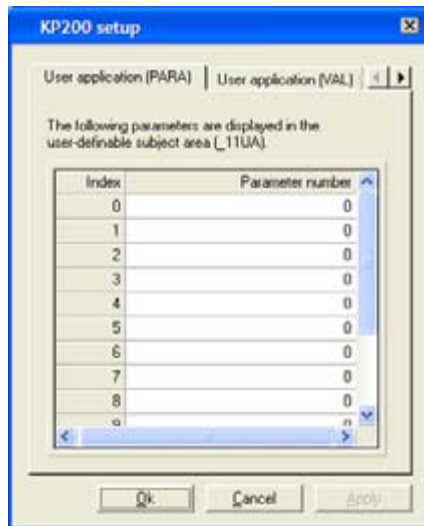 KP200 setup
User application (PARA) User application (VAL)
The following parameters are displayed in the
user-definable subject area (_11UA).
Index Parameter number
0 0
1 0
2 0
3 0
4 0
5 0
6 0
7 0
8 0
9 0
Ok Cancel Apply